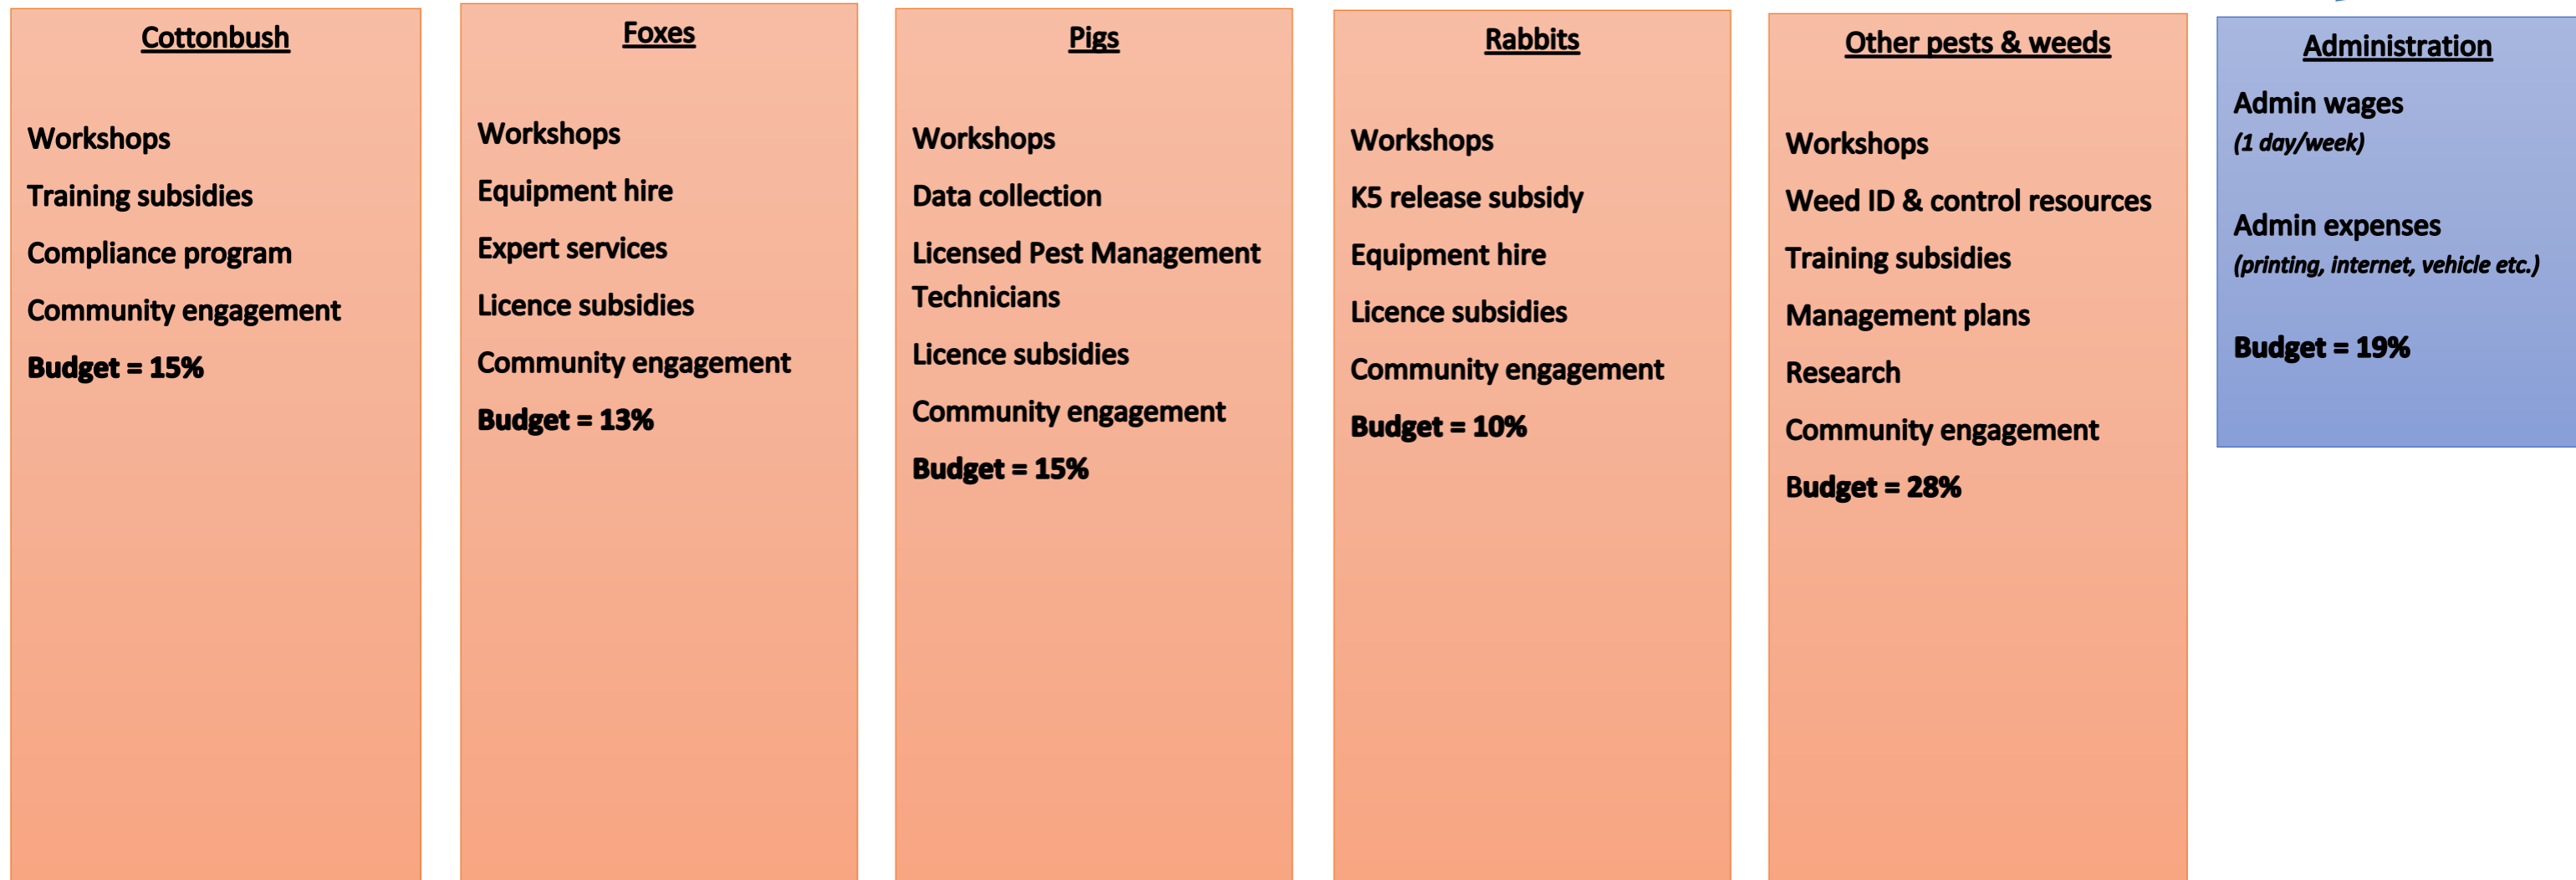 Cottonbush
Workshops
Training subsidies
Compliance program
Community engagement
Budget = 15%
Foxes
Workshops
Equipment hire
Expert services
Licence subsidies
Community engagement
Budget = 13%
Pigs
Workshops
Data collection
Licensed Pest Management
Technicians
Licence subsidies
Community engagement
Budget = 15%
Rabbits
Workshops
K5 release subsidy
Equipment hire
Licence subsidies
Community engagement
Budget = 10%
Other pests & weeds
Workshops
Weed ID & control resources
Training subsidies
Management plans
Research
Community engagement
Budget = 28%
Administration
Admin wages
(1 day/week)
Admin expenses
(printing, internet, vehicle etc.)
Budget = 19%